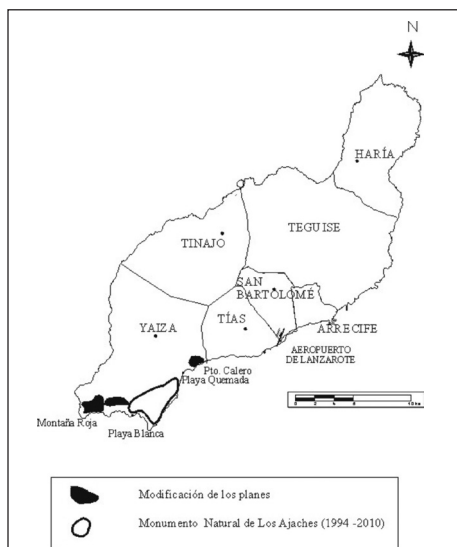 N
HARÍA
TEGUISE
TINAJO
SAN
BARTOLOMÉ
YAIZA
TÍAS
ARRECIFE
AEROPUERTO
DE LANZAROTE
Pto. Calero
Playa Quemada
Montaña Roja
Playa Blanca
Modificación de los planes
Monumento Natural de Los Ajaches (1994 -2010)